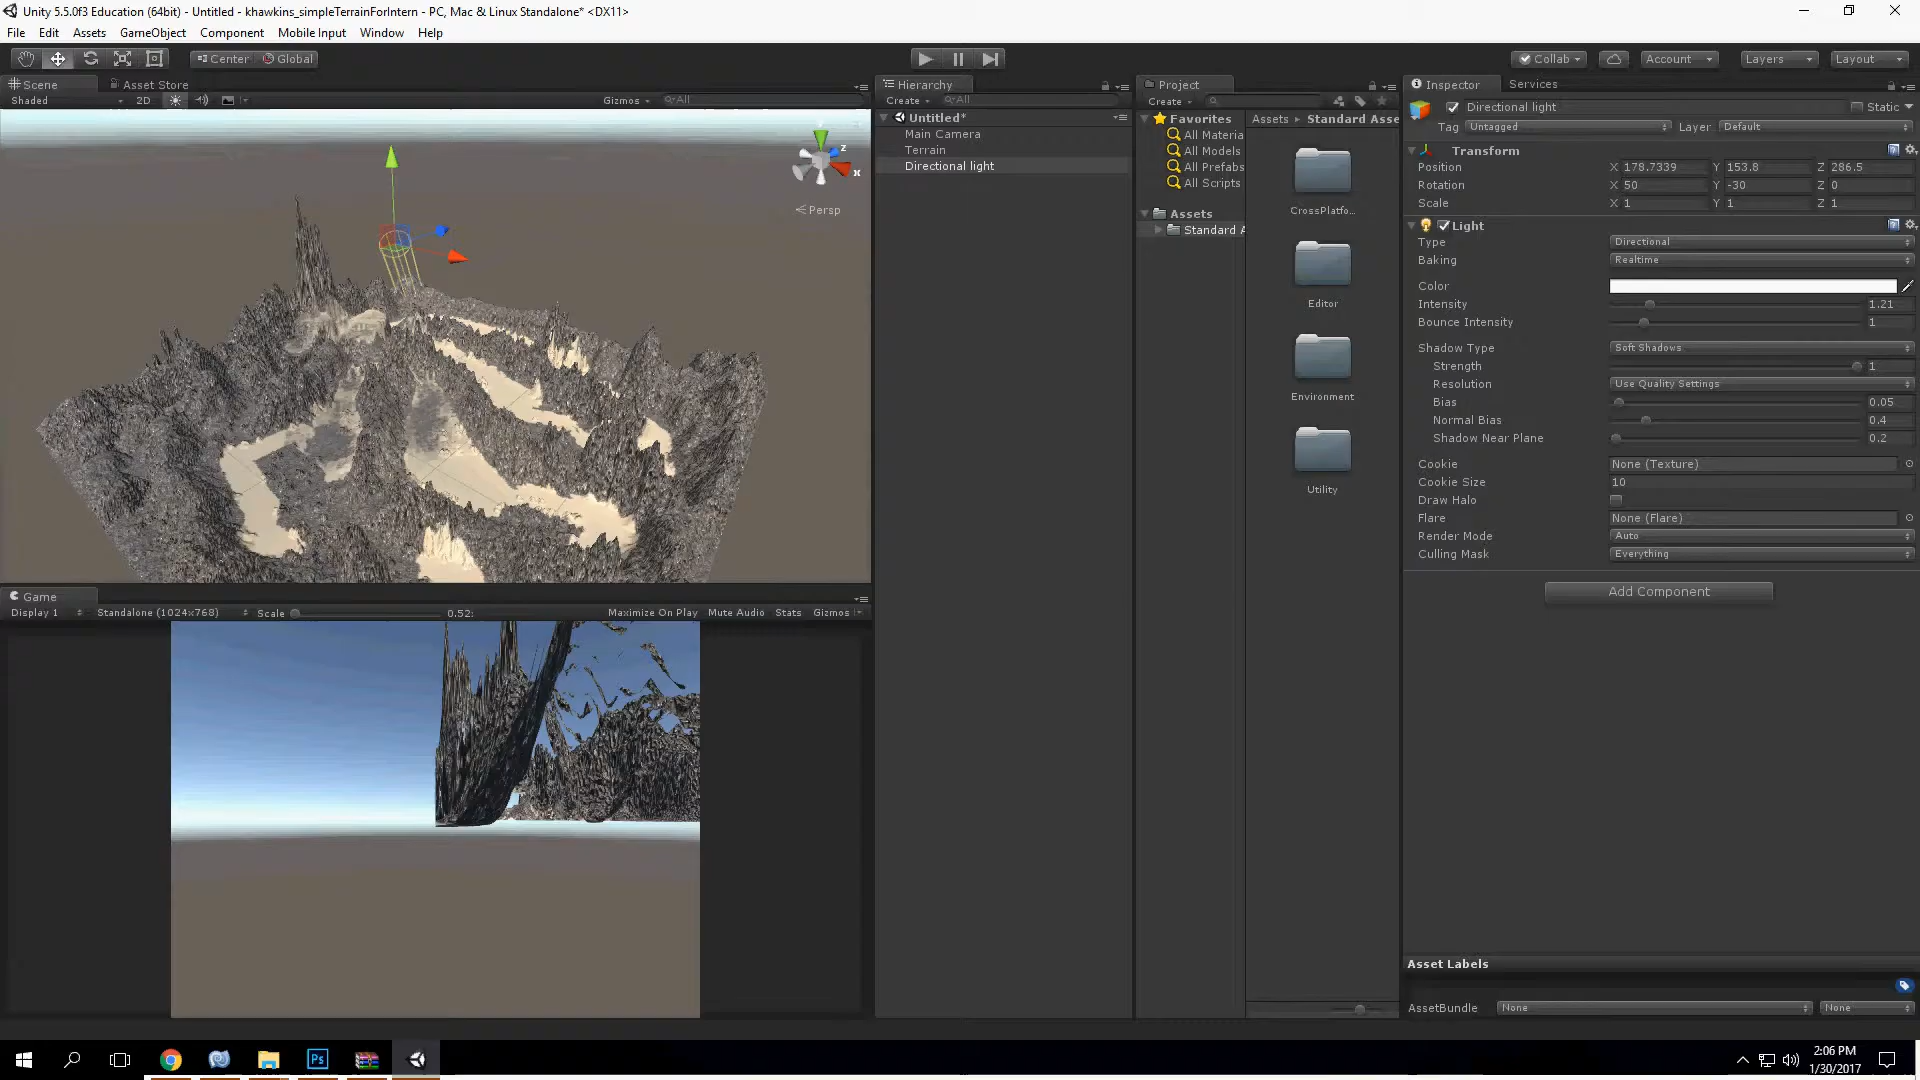 Unity 5.5.0f3 Education (64bit) - Untitled - khawkins_simpleTerrainForIntern - PC, Mac & Linux Standalone* <DX11>
File Edit Assets GameObject Component Mobile Input Window Help
Center Global
Collab Account Layers Layout
Scene Asset Store
Shaded 2D Gizmos All
z
x
Persp
Game
Display 1 Standalone (1024x768) Scale 0.52: Maximize On Play Mute Audio Stats Gizmos
Hierarchy
Create All
Untitled*
Main Camera
Terrain
Directional light
Project
Create
Favorites
All Materia
All Models
All Prefabs
All Scripts
Assets
Standard A
Assets Standard Asse
CrossPlatfo...
Editor
Environment
Utility
Inspector Services
Directional light Static
Tag Untagged Layer Default
Transform
Position X 178.7339 Y 153.8 Z 286.5
Rotation X 50 Y -30 Z 0
Scale X 1 Y 1 Z 1
Light
Type Directional
Baking Realtime
Color
Intensity 1.21
Bounce Intensity 1
Shadow Type Soft Shadows
Strength 1
Resolution Use Quality Settings
Bias 0.05
Normal Bias 0.4
Shadow Near Plane 0.2
Cookie None (Texture)
Cookie Size 10
Draw Halo
Flare None (Flare)
Render Mode Auto
Culling Mask Everything
Add Component
Asset Labels
AssetBundle None None
Ps
2:06 PM
1/30/2017